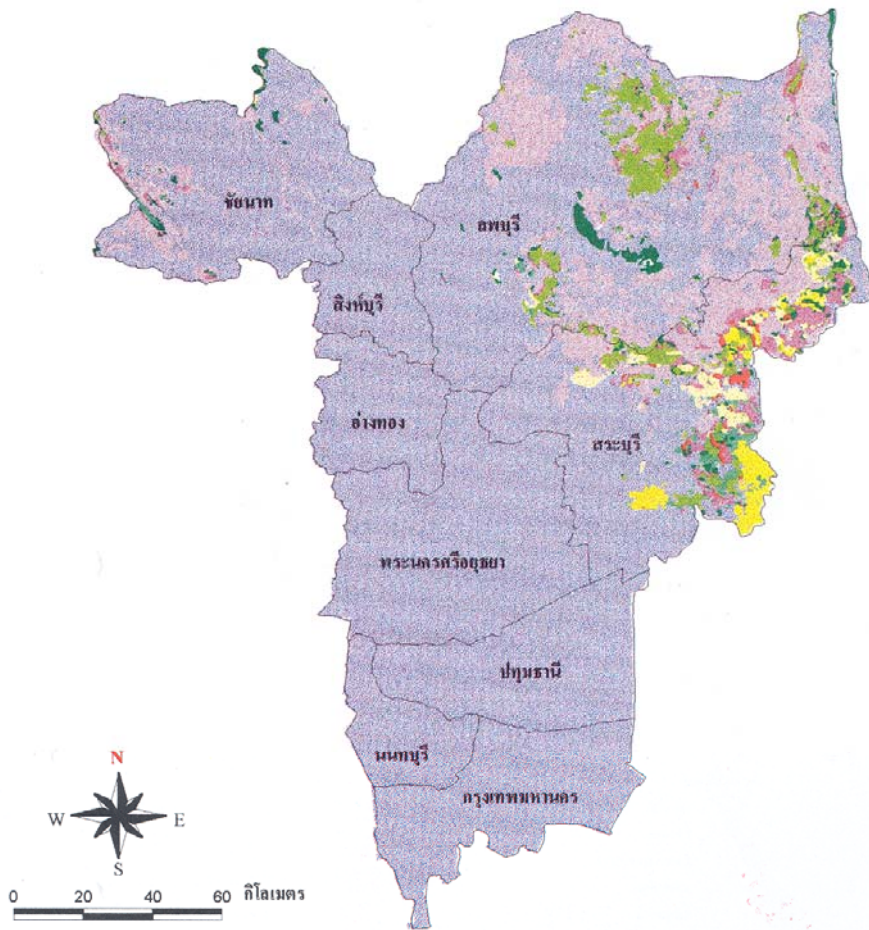 ชัยนาท
ลพบุรี
สิงห์บุรี
อ่างทอง
สระบุรี
พระนครศรีอยุธยา
ปทุมธานี
นนทบุรี
กรุงเทพมหานคร
N
W E
S
0 20 40 60 กิโลเมตร